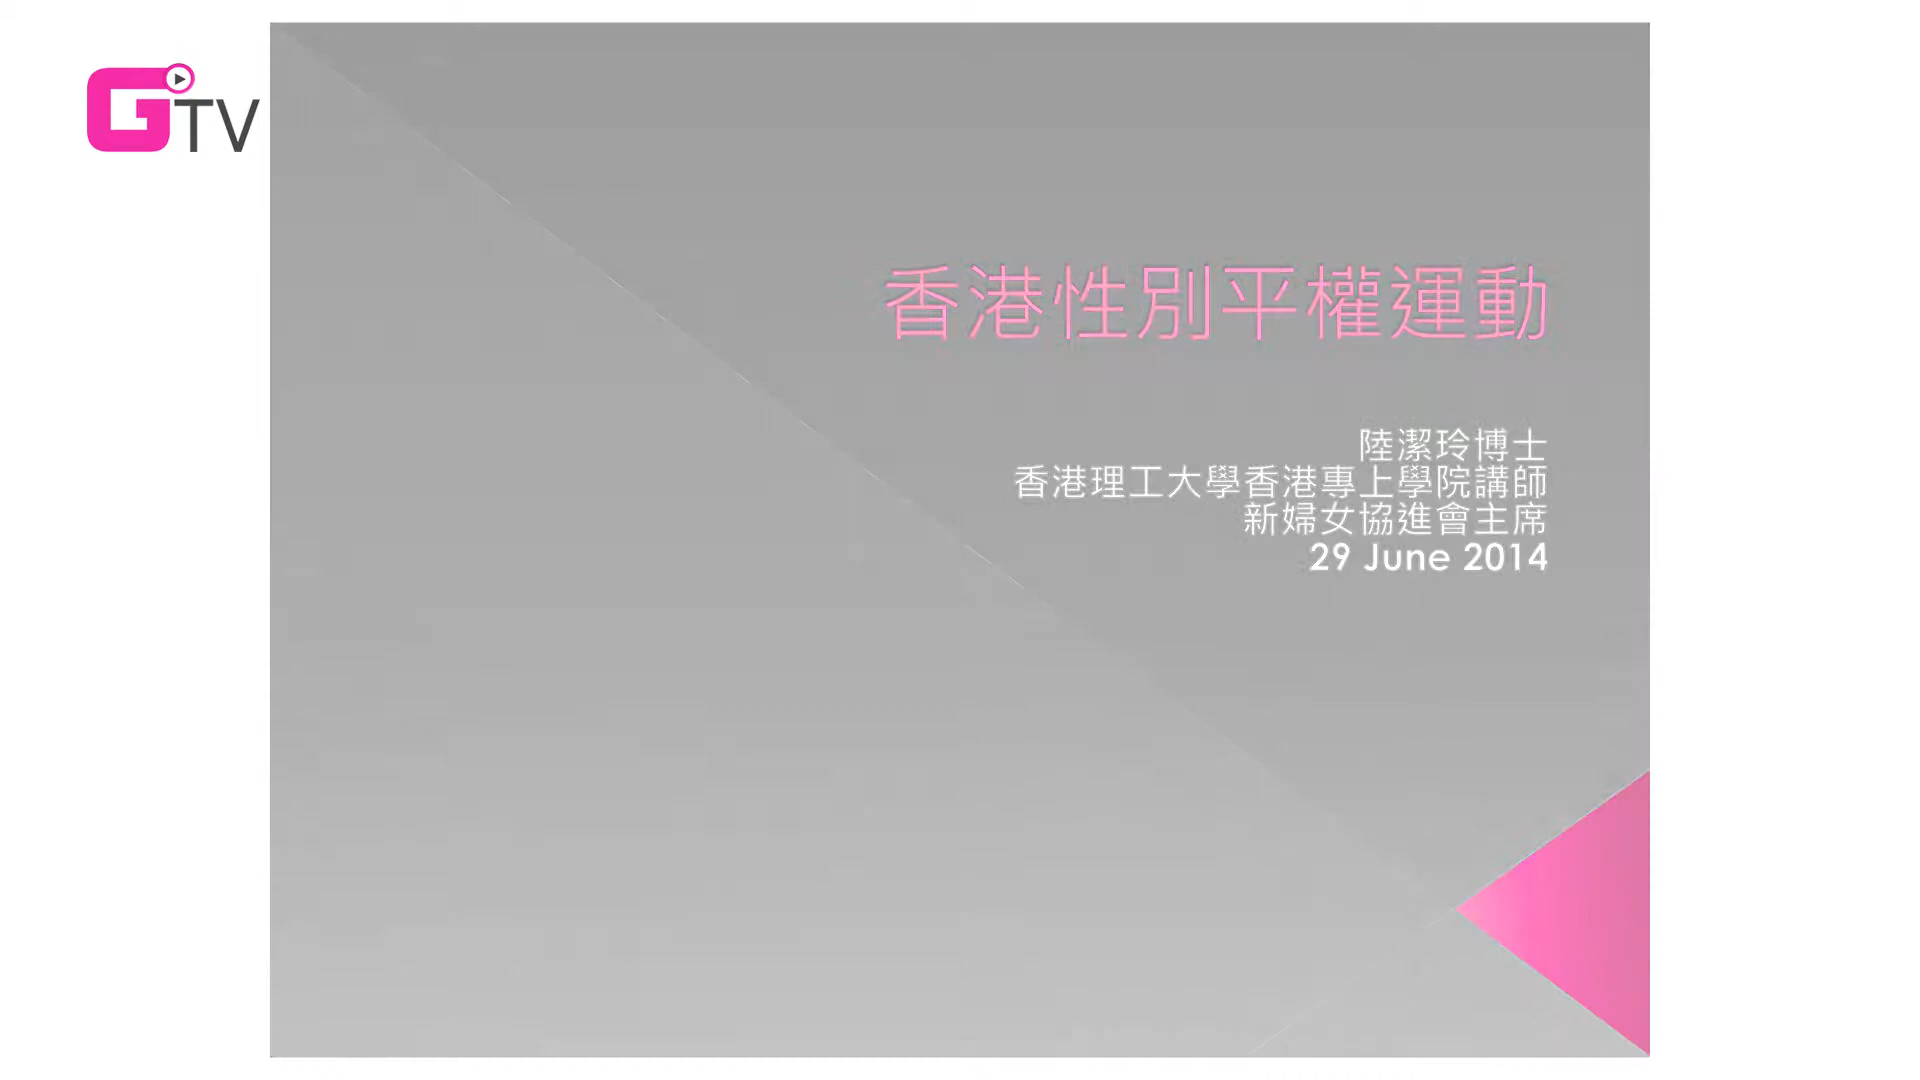 GTV
香港性別平權運動
陸潔玲博士
香港理工大學香港專上學院講師
新婦女協進會主席
29 June 2014